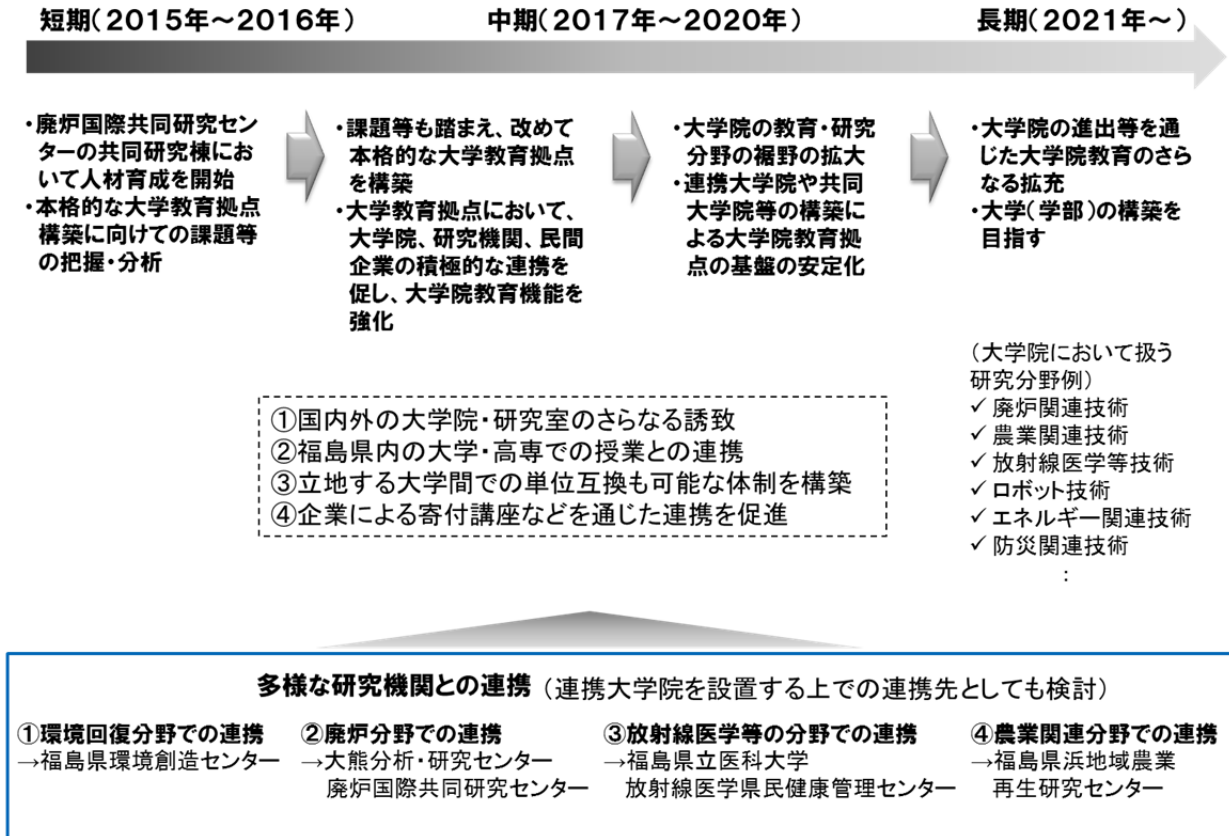 短期(2015年～2016年)
中期(2017年～2020年)
長期(2021年～)
・廃炉国際共同研究セン
ターの共同研究棟にお
いて人材育成を開始
・本格的な大学教育拠点
構築に向けての課題等
の把握・分析
・課題等も踏まえ、改めて
本格的な大学教育拠点
を構築
・大学教育拠点において、
大学院、研究機関、民間
企業の積極的な連携を
促し、大学院教育機能を
強化
・大学院の教育・研究
分野の裾野の拡大
・連携大学院や共同
大学院等の構築に
よる大学院教育拠
点の基盤の安定化
・大学院の進出等を通
じた大学院教育のさら
なる拡充
・大学(学部)の構築を
目指す
(大学院において扱う
研究分野例)
✓ 廃炉関連技術
✓ 農業関連技術
✓ 放射線医学等技術
✓ ロボット技術
✓ エネルギー関連技術
✓ 防災関連技術
：
①国内外の大学院・研究室のさらなる誘致
②福島県内の大学・高専での授業との連携
③立地する大学間での単位互換も可能な体制を構築
④企業による寄付講座などを通じた連携を促進
多様な研究機関との連携 (連携大学院を設置する上での連携先としても検討)
①環境回復分野での連携
→福島県環境創造センター
②廃炉分野での連携
→大熊分析・研究センター
廃炉国際共同研究センター
③放射線医学等の分野での連携
→福島県立医科大学
放射線医学県民健康管理センター
④農業関連分野での連携
→福島県浜地域農業
再生研究センター